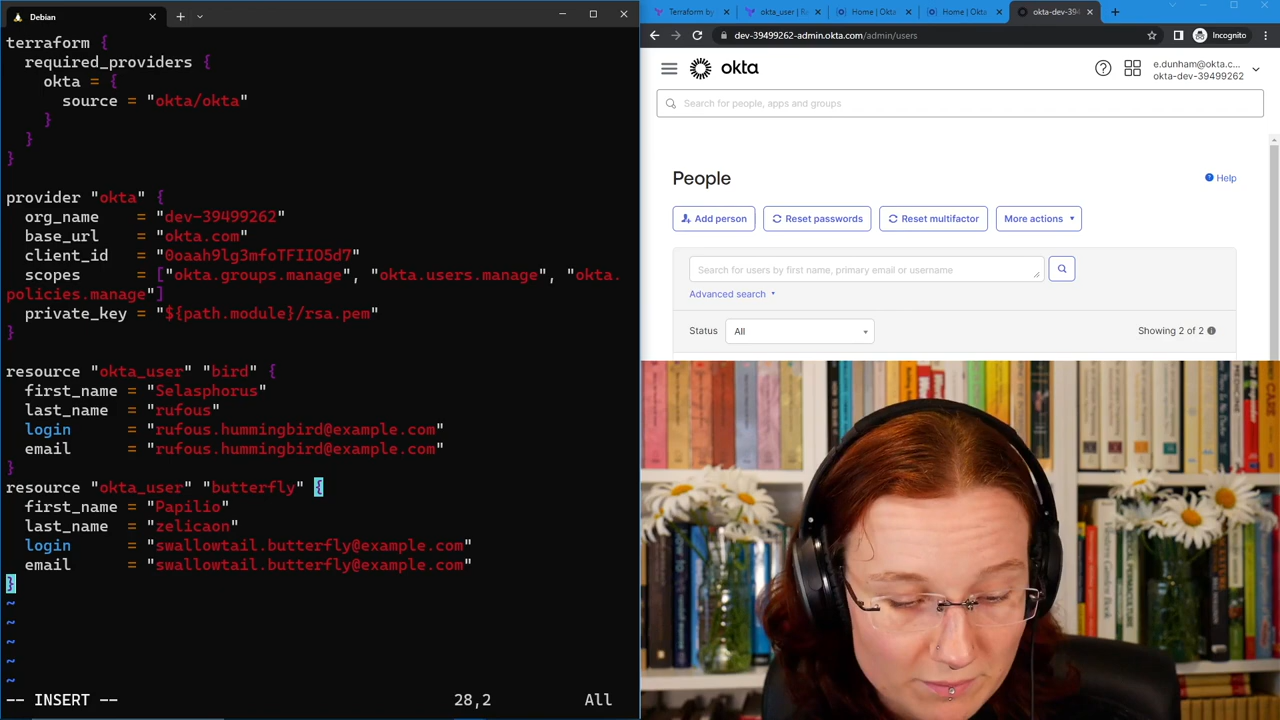 Debian
terraform {
  required_providers {
    okta = {
      source = "okta/okta"
    }
  }
}
provider "okta" {
  org_name    = "dev-39499262"
  base_url    = "okta.com"
  client_id   = "0oaah9lg3mfoTFIIO5d7"
  scopes      = ["okta.groups.manage", "okta.users.manage", "okta.
policies.manage"]
  private_key = "${path.module}/rsa.pem"
}
resource "okta_user" "bird" {
  first_name = "Selasphorus"
  last_name  = "rufous"
  login      = "rufous.hummingbird@example.com"
  email      = "rufous.hummingbird@example.com"
}
resource "okta_user" "butterfly" {
  first_name = "Papilio"
  last_name  = "zelicaon"
  login      = "swallowtail.butterfly@example.com"
  email      = "swallowtail.butterfly@example.com"
}
~
~
~
~
~
-- INSERT -- 28,2 All
Terraform by
okta_user | Re
Home | Okta
Home | Okta
okta-dev-394
dev-39499262-admin.okta.com/admin/users
Incognito
okta
e.dunham@okta.c...
okta-dev-39499262
Search for people, apps and groups
People
Help
Add person
Reset passwords
Reset multifactor
More actions
Search for users by first name, primary email or username
Advanced search
Status
All
Showing 2 of 2